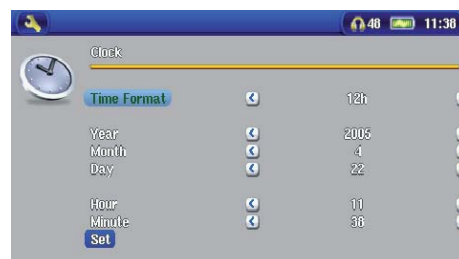 48 11:38
Clock
Time Format 12h
Year 2005
Month 4
Day 22
Hour 11
Minute 38
Set